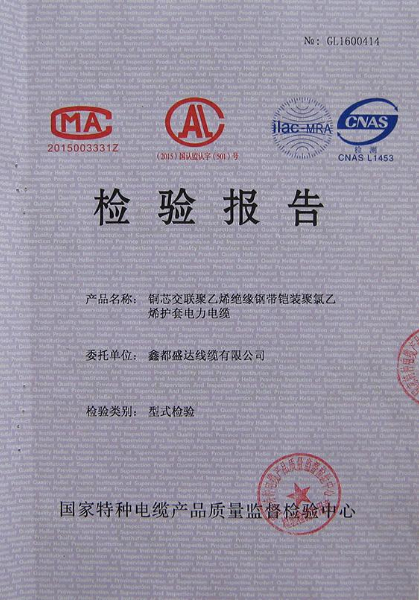 №: GL1600414
CMA
2015003331Z
CAL
(2015)国认监认字(501)号
ilac-MRA
CNAS
检测
CNAS L1453
检验报告
产品名称: 铜芯交联聚乙烯绝缘钢带铠装聚氯乙
烯护套电力电缆
委托单位: 鑫都盛达线缆有限公司
检验类别: 型式检验
国家特种电缆产品质量监督检验中心